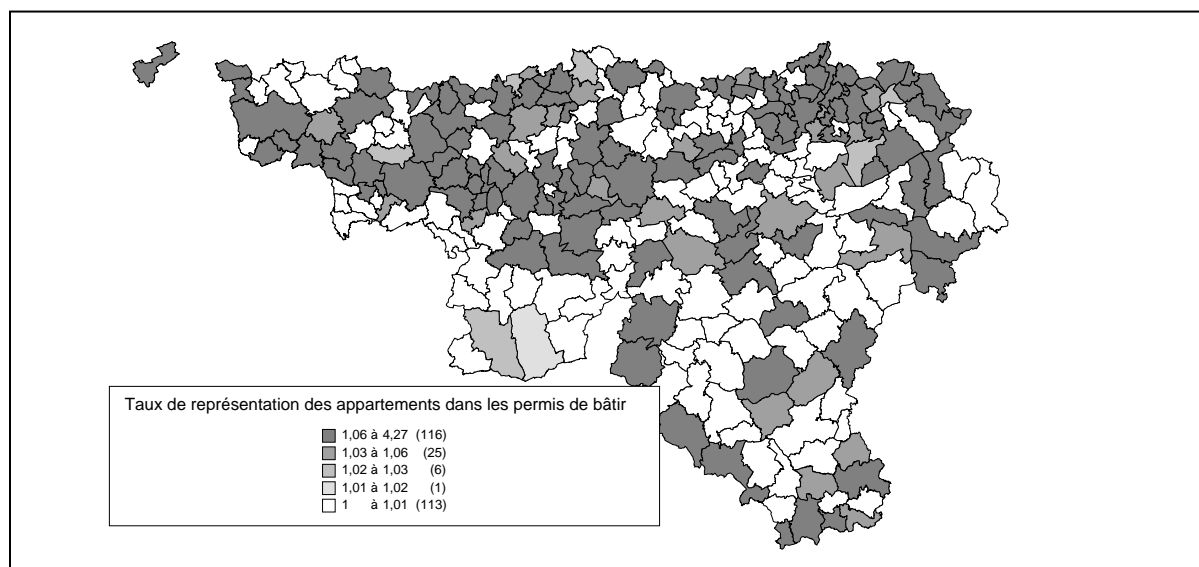 Taux de représentation des appartements dans les permis de bâtir
1,06 à 4,27 (116)
1,03 à 1,06 (25)
1,02 à 1,03 (6)
1,01 à 1,02 (1)
1 à 1,01 (113)